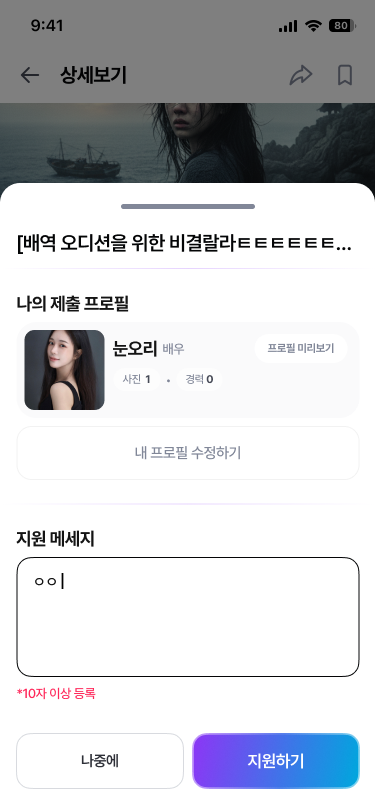 9:41
80
상세보기
[배역 오디션을 위한 비결랄라ㅌㅌㅌㅌㅌㅌ...
나의 제출 프로필
눈오리 배우
프로필 미리보기
사진 1 • 경력 0
내 프로필 수정하기
지원 메세지
ㅇㅇ
*10자 이상 등록
나중에
지원하기